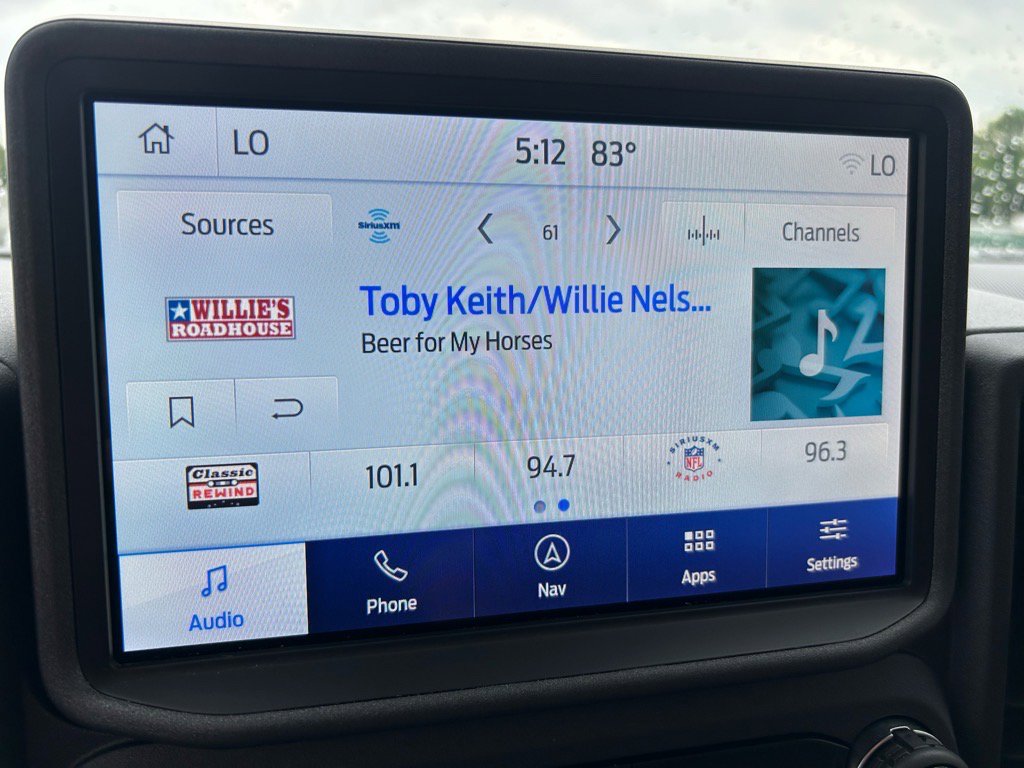 LO
5:12 83°
LO
Sources
SiriusXM
61
Channels
WILLIE'S
ROADHOUSE
Toby Keith/Willie Nels...
Beer for My Horses
Classic
REWIND
101.1
94.7
SIRIUSXM
NFL
RADIO
96.3
Audio
Phone
Nav
Apps
Settings
LO